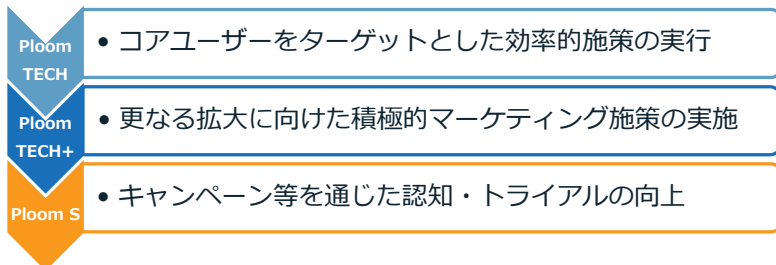 Ploom
TECH
• コアユーザーをターゲットとした効率的施策の実行
Ploom
TECH+
• 更なる拡大に向けた積極的マーケティング施策の実施
Ploom S
• キャンペーン等を通じた認知・トライアルの向上